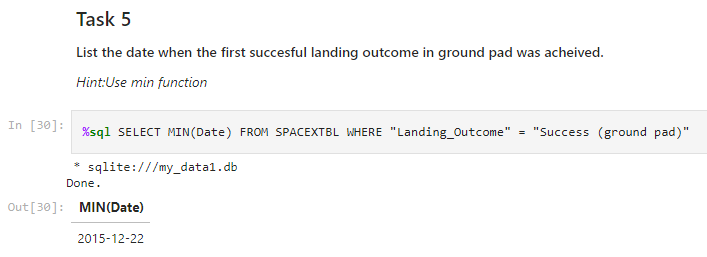 Task 5
List the date when the first succesful landing outcome in ground pad was acheived.
Hint:Use min function
In [30]: %sql SELECT MIN(Date) FROM SPACEXTBL WHERE "Landing_Outcome" = "Success (ground pad)"
* sqlite:///my_data1.db
Done.
Out[30]: MIN(Date)
2015-12-22